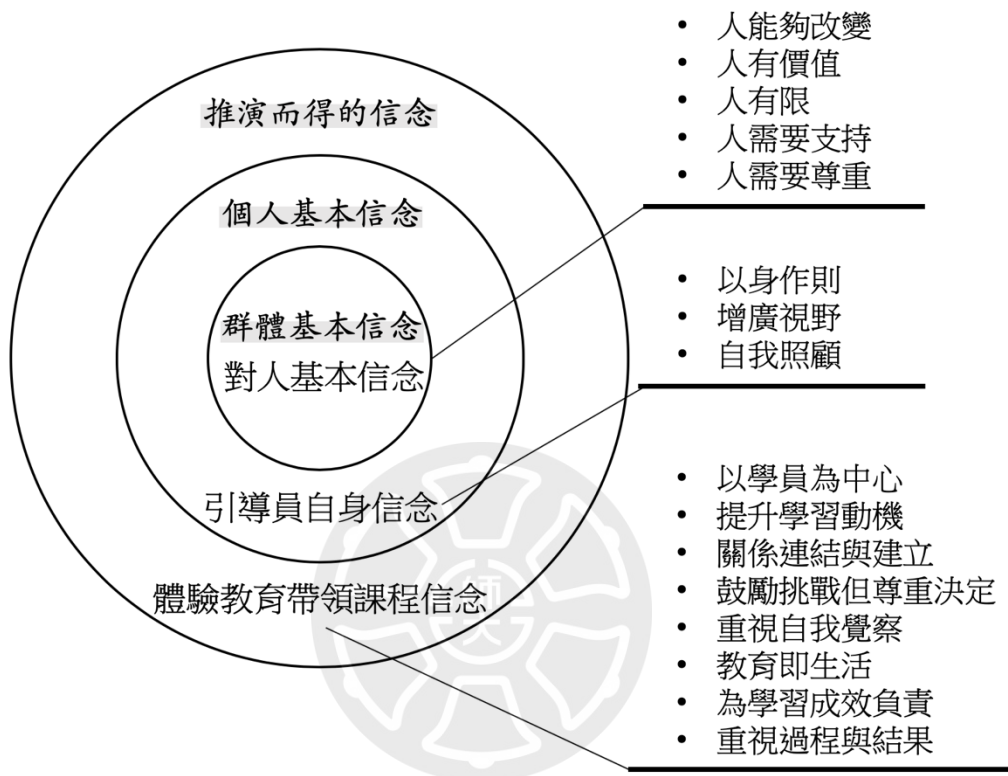 推演而得的信念
個人基本信念
群體基本信念
對人基本信念
引導員自身信念
體驗教育帶領課程信念
• 人能夠改變
• 人有價值
• 人有限
• 人需要支持
• 人需要尊重
• 以身作則
• 增廣視野
• 自我照顧
• 以學員為中心
• 提升學習動機
• 關係連結與建立
• 鼓勵挑戰但尊重決定
• 重視自我覺察
• 教育即生活
• 為學習成效負責
• 重視過程與結果
師大